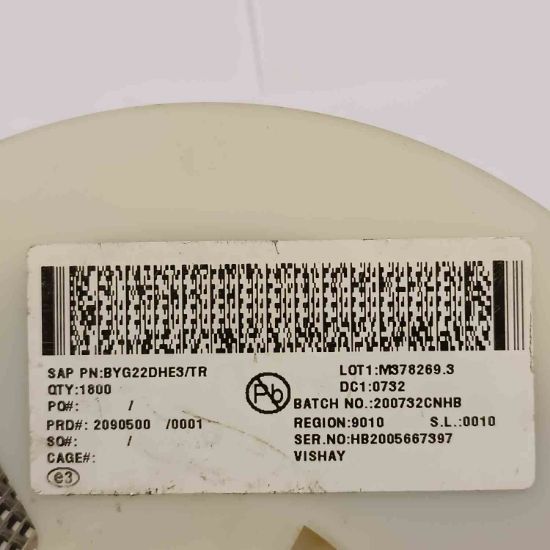 SAP PN:BYG22DHE3/TR
QTY:1800
PO#: /
PRD#: 2090500 /0001
SO#: /
CAGE#:
e3
Pb
LOT1:M378269.3
DC1:0732
BATCH NO.:200732CNHB
REGION:9010 S.L.:0010
SER.NO:HB2005667397
VISHAY